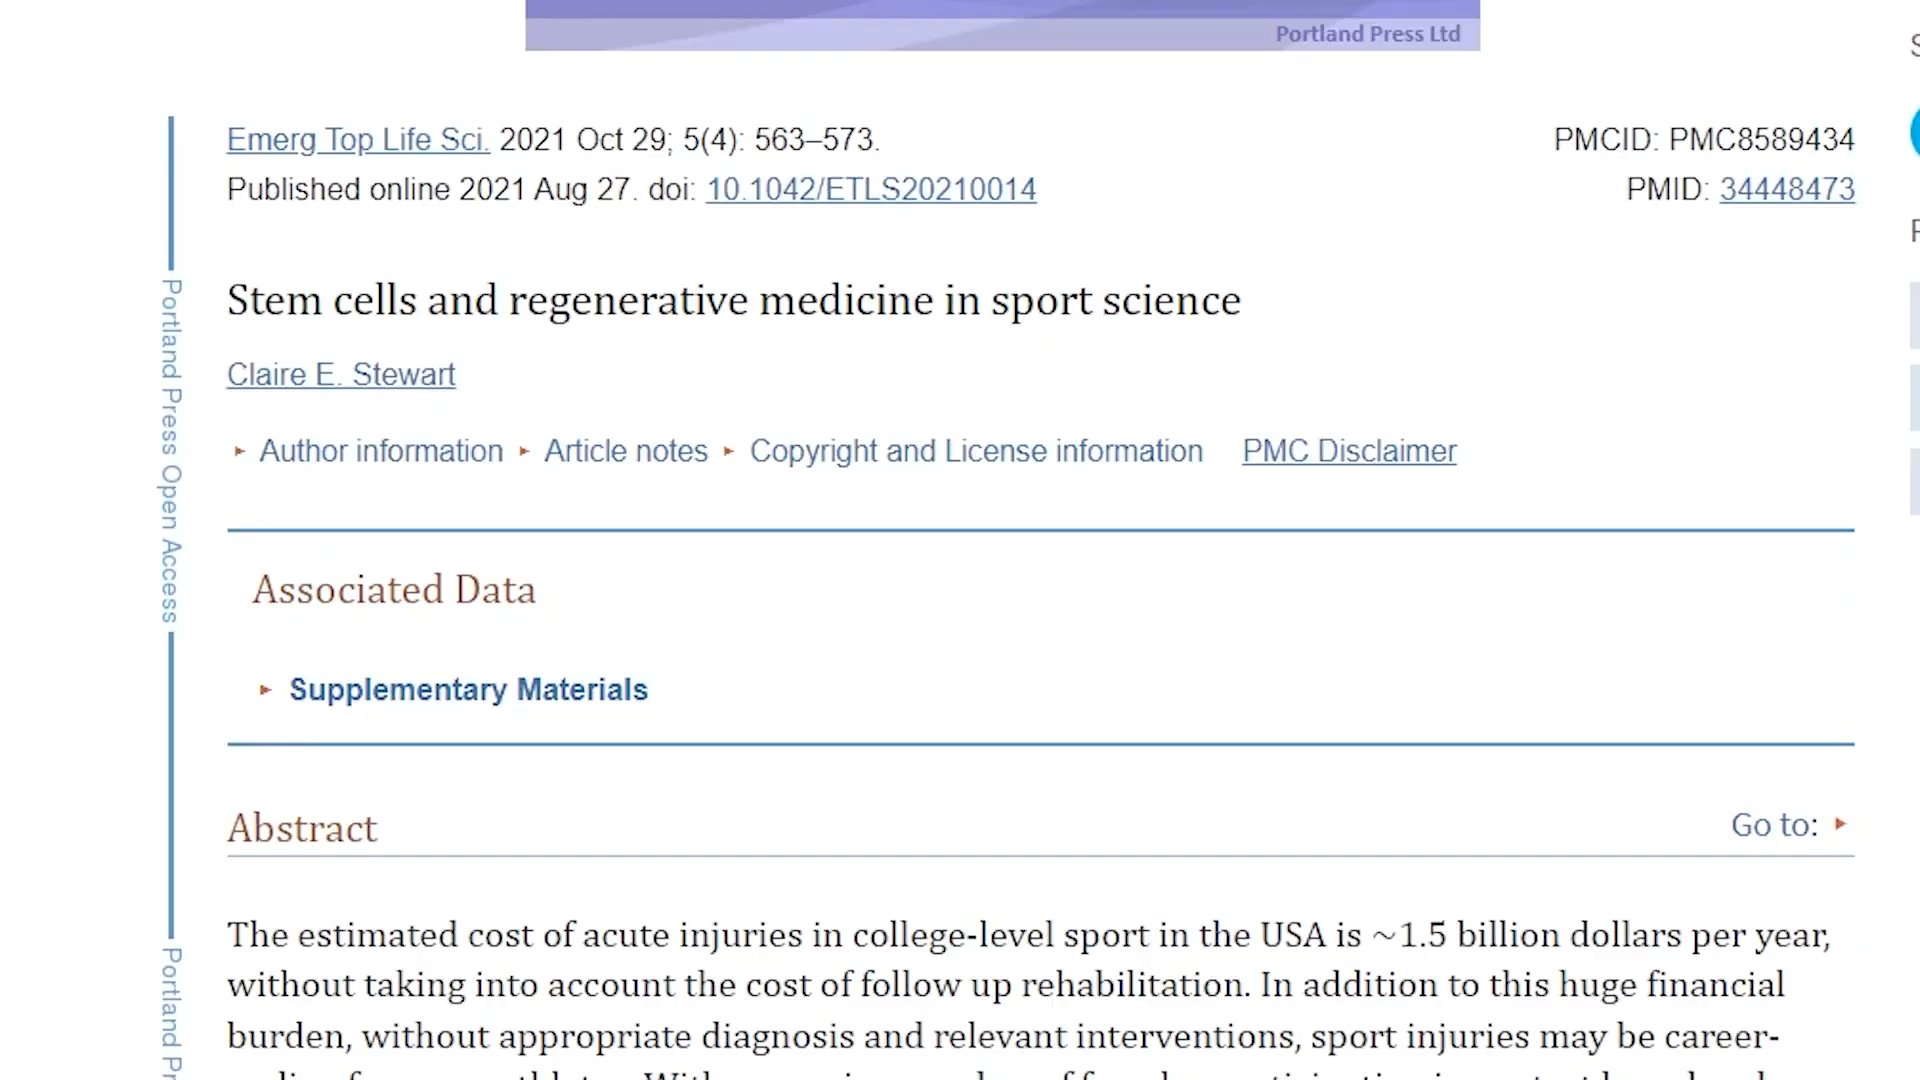 Portland Press Ltd
Emerg Top Life Sci. 2021 Oct 29; 5(4): 563–573.
PMCID: PMC8589434
Published online 2021 Aug 27. doi: 10.1042/ETLS20210014
PMID: 34448473
Stem cells and regenerative medicine in sport science
Claire E. Stewart
Author information Article notes Copyright and License information PMC Disclaimer
Portland Press Open Access
Associated Data
Supplementary Materials
Abstract
Go to:
The estimated cost of acute injuries in college-level sport in the USA is ~1.5 billion dollars per year,
without taking into account the cost of follow up rehabilitation. In addition to this huge financial
burden, without appropriate diagnosis and relevant interventions, sport injuries may be career-
Portland